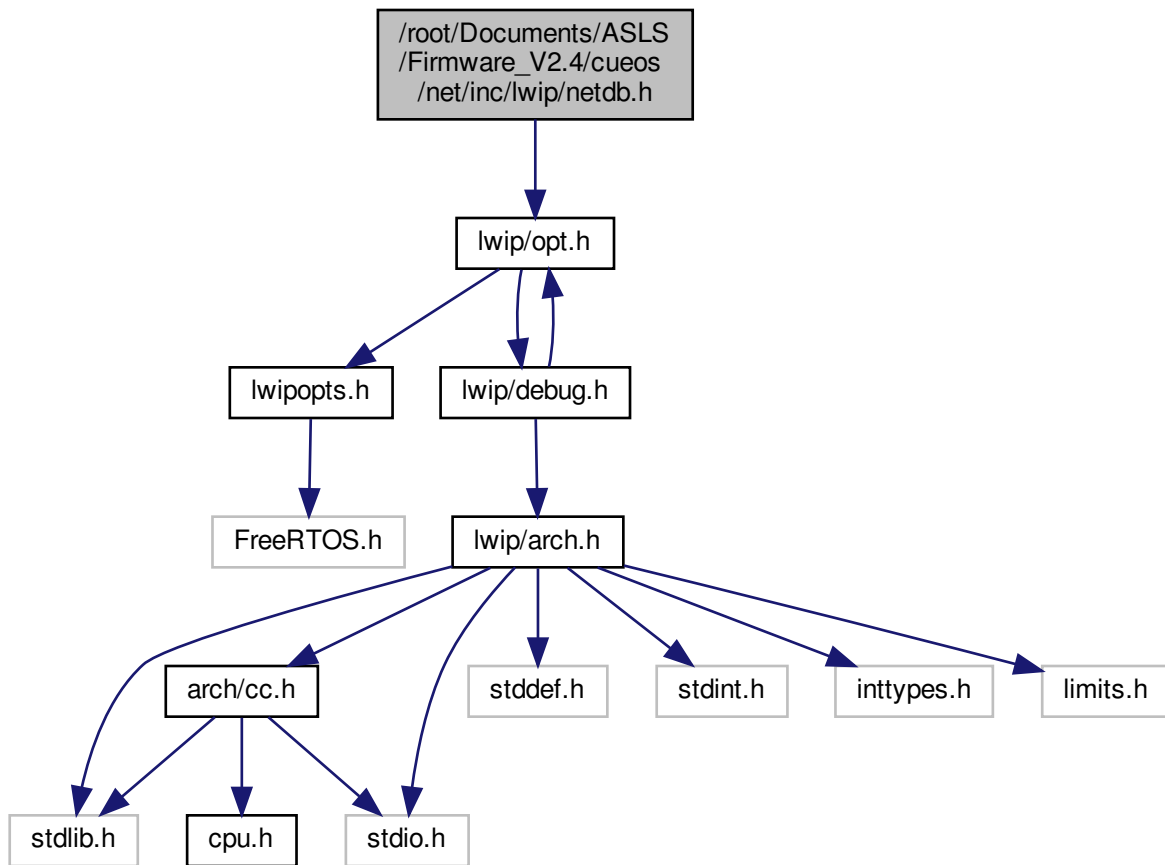 /root/Documents/ASLS
/Firmware_V2.4/cueos
/net/inc/lwip/netdb.h
lwip/opt.h
lwipopts.h
lwip/debug.h
FreeRTOS.h
lwip/arch.h
arch/cc.h
stddef.h
stdint.h
inttypes.h
limits.h
stdlib.h
cpu.h
stdio.h